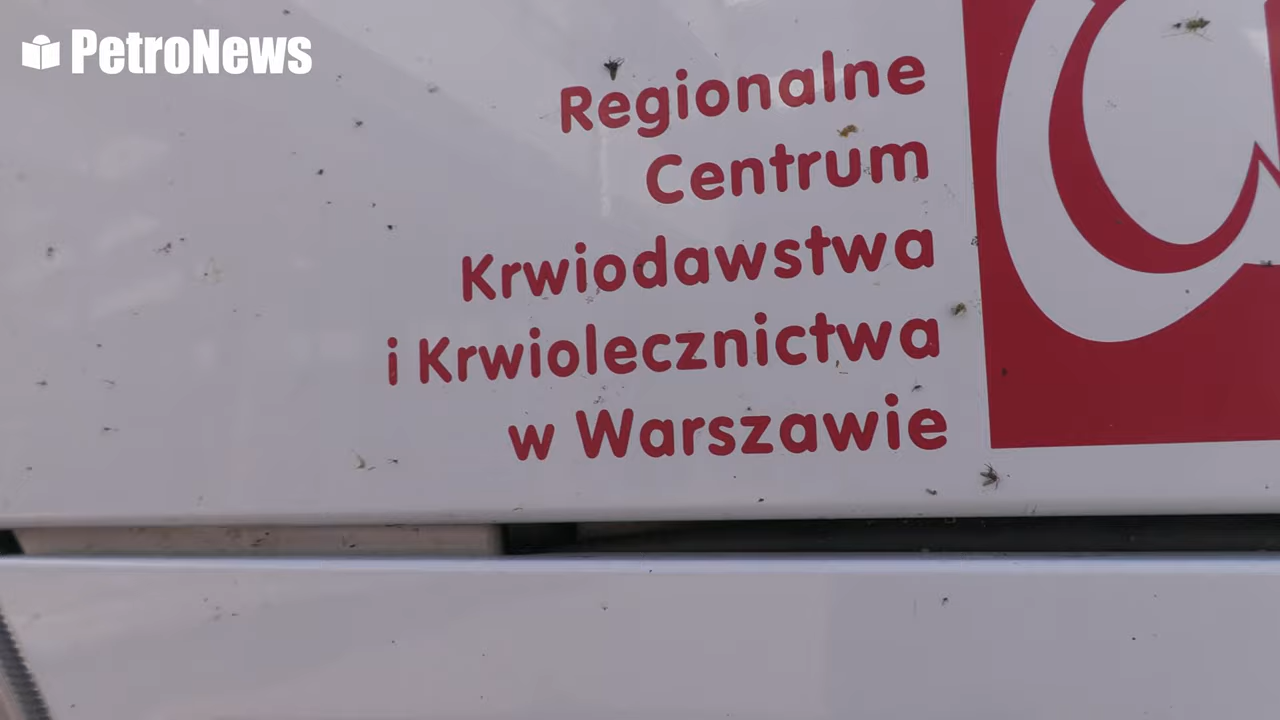 PetroNews
Regionalne
Centrum
Krwiodawstwa
i Krwiolecznictwa
w Warszawie